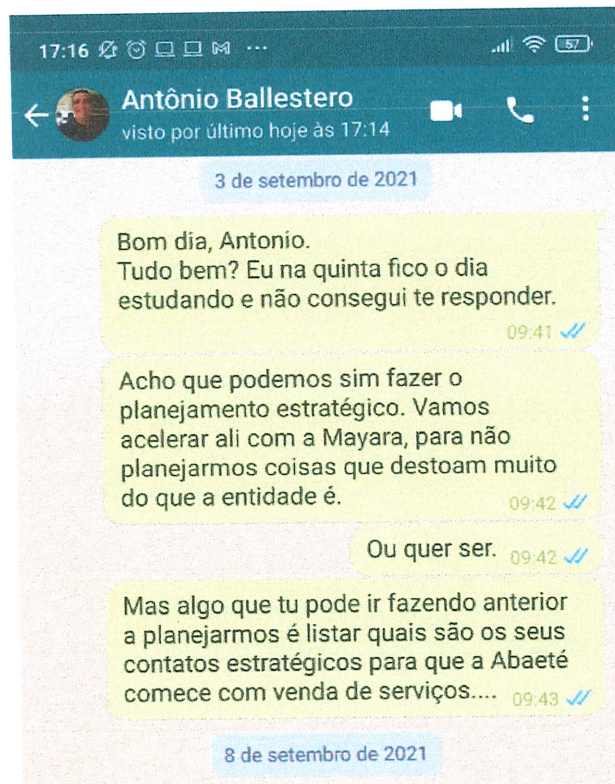 17:16 ...
57
Antônio Ballestero
visto por último hoje às 17:14
3 de setembro de 2021
Bom dia, Antonio.
Tudo bem? Eu na quinta fico o dia
estudando e não consegui te responder.
09:41
Acho que podemos sim fazer o
planejamento estratégico. Vamos
acelerar ali com a Mayara, para não
planejarmos coisas que destoam muito
do que a entidade é.
09:42
Ou quer ser. 09:42
Mas algo que tu pode ir fazendo anterior
a planejarmos é listar quais são os seus
contatos estratégicos para que a Abaeté
comece com venda de serviços.... 09:43
8 de setembro de 2021